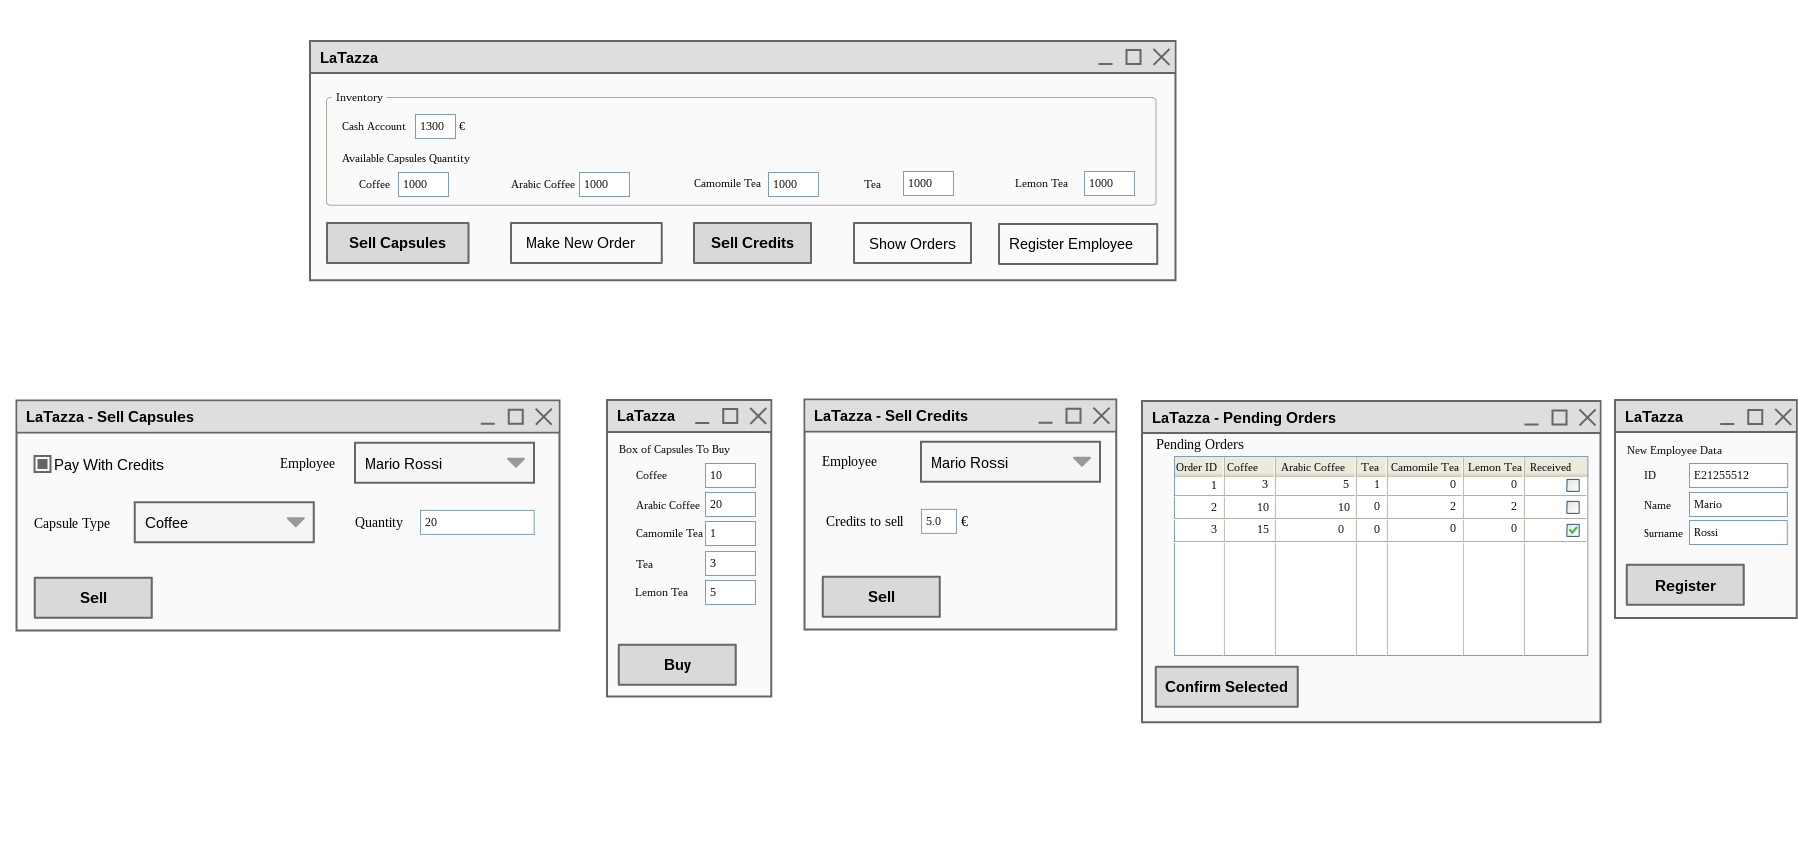 LaTazza
Inventory
Cash Account 1300 €
Available Capsules Quantity
Coffee 1000 Arabic Coffee 1000 Camomile Tea 1000 Tea 1000 Lemon Tea 1000
Sell Capsules Make New Order Sell Credits Show Orders Register Employee
LaTazza - Sell Capsules
Pay With Credits Employee Mario Rossi
Capsule Type Coffee Quantity 20
Sell
LaTazza
Box of Capsules To Buy
Coffee 10
Arabic Coffee 20
Camomile Tea 1
Tea 3
Lemon Tea 5
Buy
LaTazza - Sell Credits
Employee Mario Rossi
Credits to sell 5.0 €
Sell
LaTazza - Pending Orders
Pending Orders
Order ID Coffee Arabic Coffee Tea Camomile Tea Lemon Tea Received
1 3 5 1 0 0
2 10 10 0 2 2
3 15 0 0 0 0
Confirm Selected
LaTazza
New Employee Data
ID E21255512
Name Mario
Surname Rossi
Register